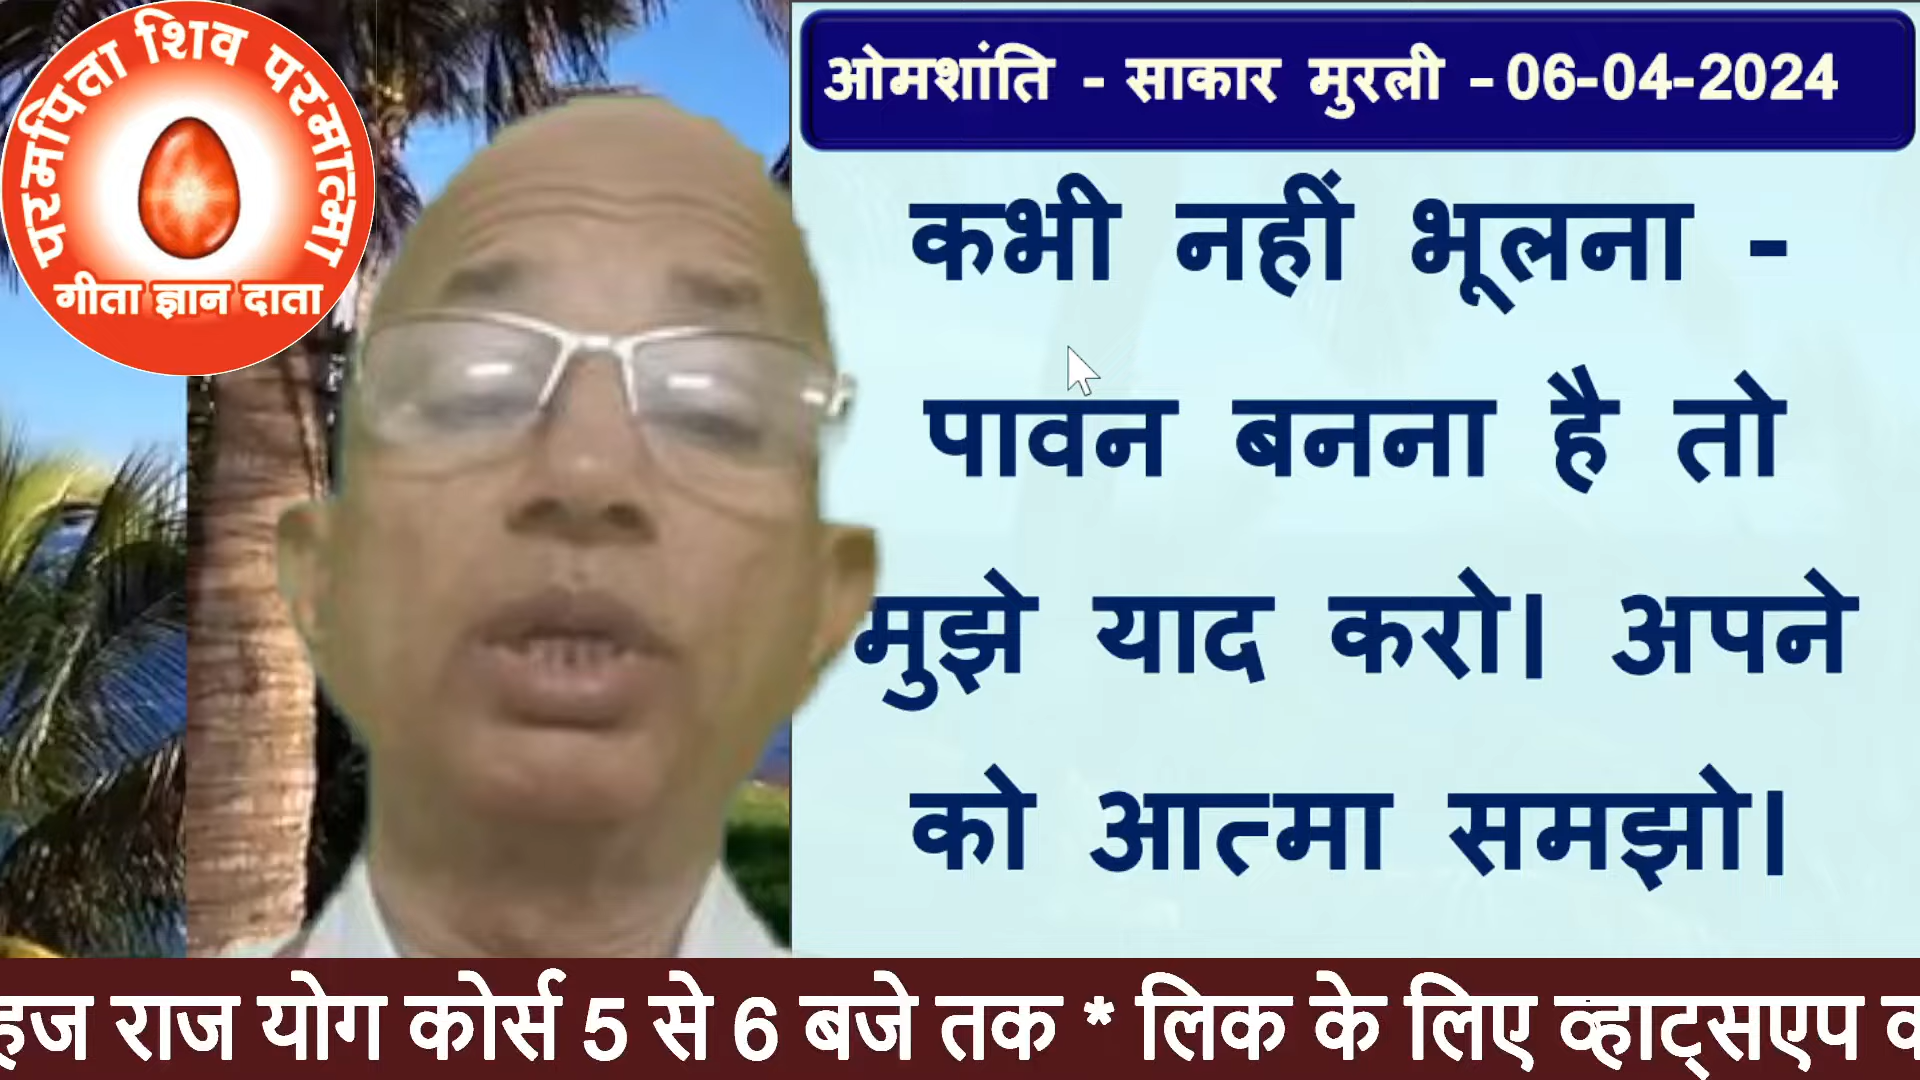 परमपिता शिव परमात्मा
गीता ज्ञान दाता
ओमशांति - साकार मुरली - 06-04-2024
कभी नहीं भूलना -
पावन बनना है तो
मुझे याद करो। अपने
को आत्मा समझो।
हज राज योग कोर्स 5 से 6 बजे तक * लिंक के लिए व्हाट्सएप